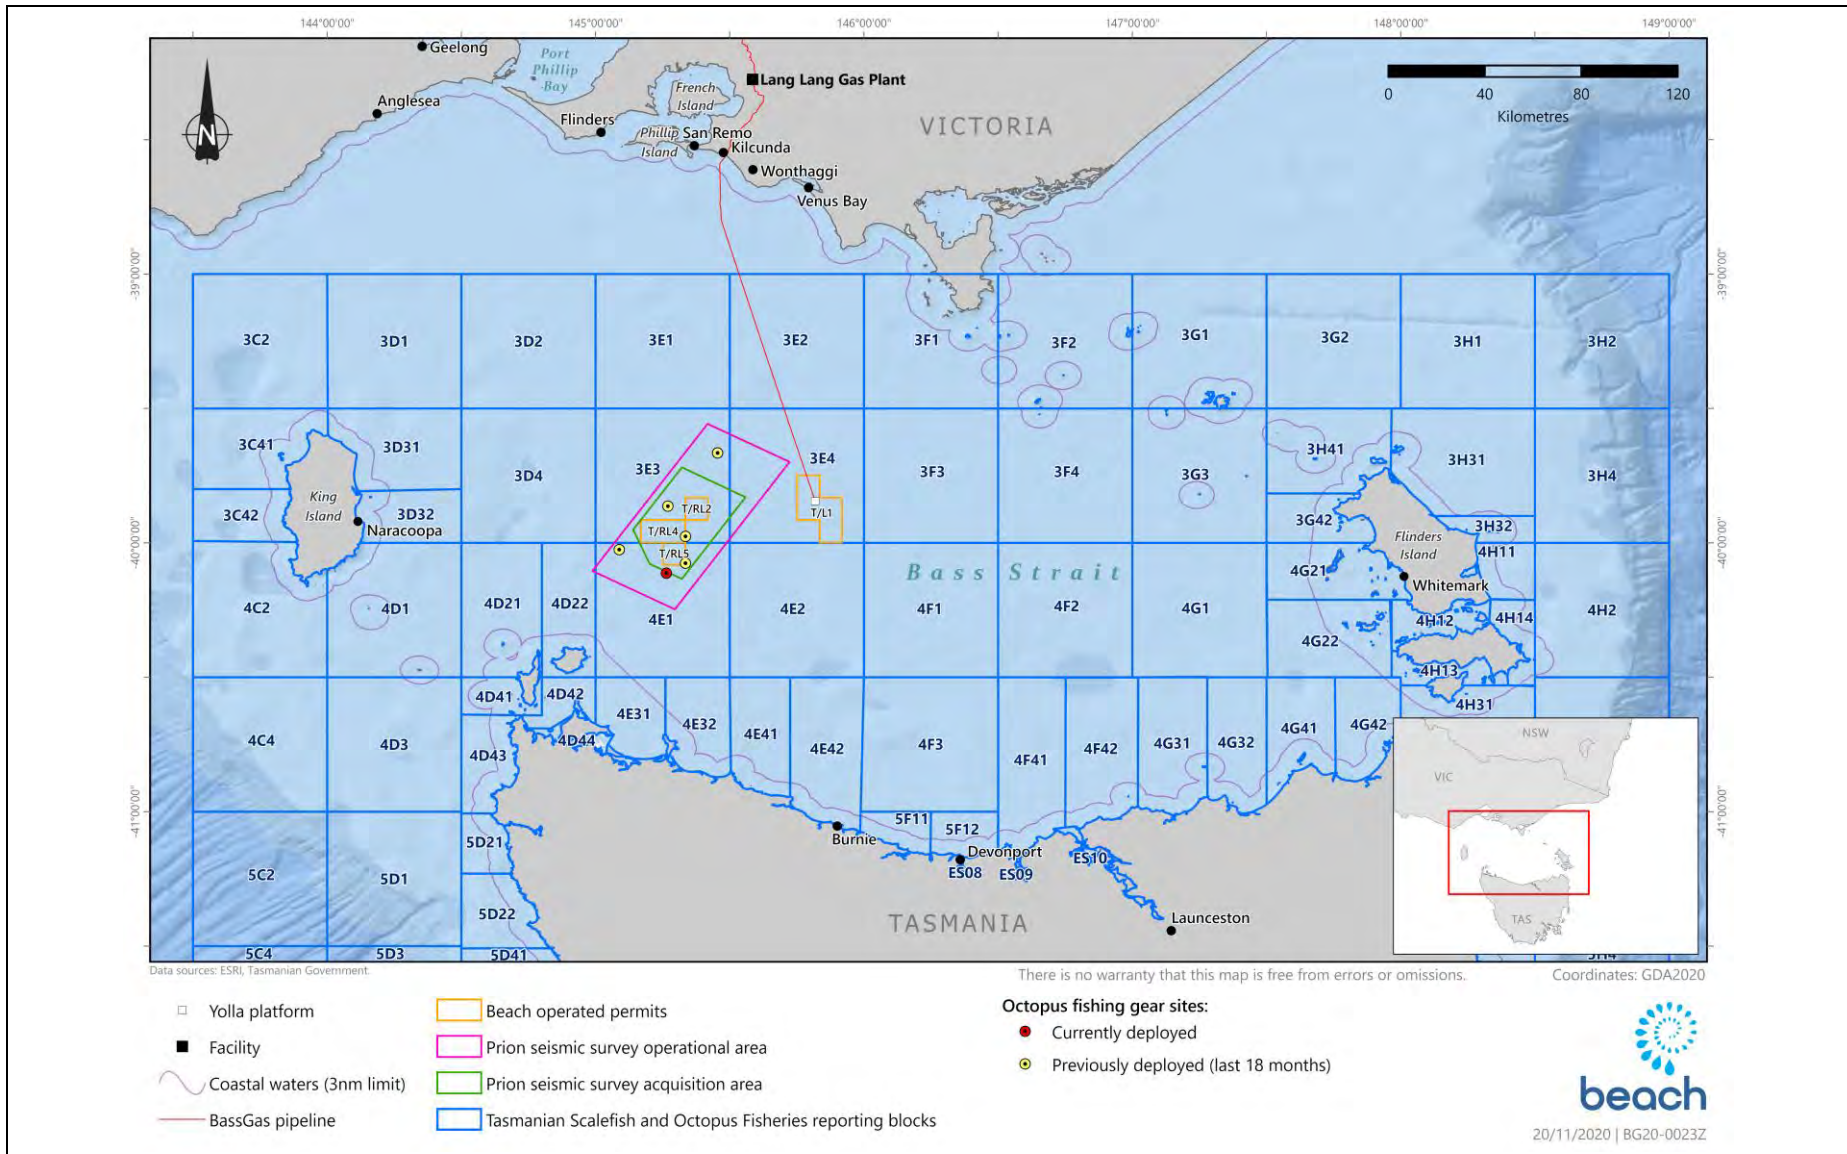 144°00'00"
145°00'00"
146°00'00"
147°00'00"
148°00'00"
149°00'00"
Geelong
Port
Phillip
Bay
Lang Lang Gas Plant
French
Island
Anglesea
Flinders
Phillip
Island
San Remo
Kilcunda
Wonthaggi
Venus Bay
VICTORIA
N
0 40 80 120
Kilometres
-39°00'00"
-39°00'00"
3C2 3D1 3D2 3E1 3E2 3F1 3F2 3G1 3G2 3H1 3H2
3C41 3D31 3D4 3E3 3E4 3F3 3F4 3G3 3H41 3H31 3H4
King
Island
3C42 3D32
Naracoopa
T/RL2
T/RL4
T/RL5
T/L1
3G42 3H32
Flinders
Island
4H11
-40°00'00"
-40°00'00"
Bass Strait
4G21
Whitemark
4C2 4D1 4D21 4D22 4E1 4E2 4F1 4F2 4G1 4G22 4H12 4H14 4H2
4H13
4H31
4D41 4D42 4E31 4E32 4E41 4E42 4F3 4F41 4F42 4G31 4G32 4G41 4G42
4C4 4D3 4D43 4D44
-41°00'00"
-41°00'00"
5F11 5F12
Burnie
Devonport
ES08 ES09 ES10
5D21
5C2 5D1
5D22
Launceston
TASMANIA
5C4 5D3 5D41
5H4
NSW
VIC
TAS
Data sources: ESRI, Tasmanian Government.
There is no warranty that this map is free from errors or omissions.
Coordinates: GDA2020
Yolla platform
Facility
Coastal waters (3nm limit)
BassGas pipeline
Beach operated permits
Prion seismic survey operational area
Prion seismic survey acquisition area
Tasmanian Scalefish and Octopus Fisheries reporting blocks
Octopus fishing gear sites:
Currently deployed
Previously deployed (last 18 months)
beach
20/11/2020 | BG20-0023Z